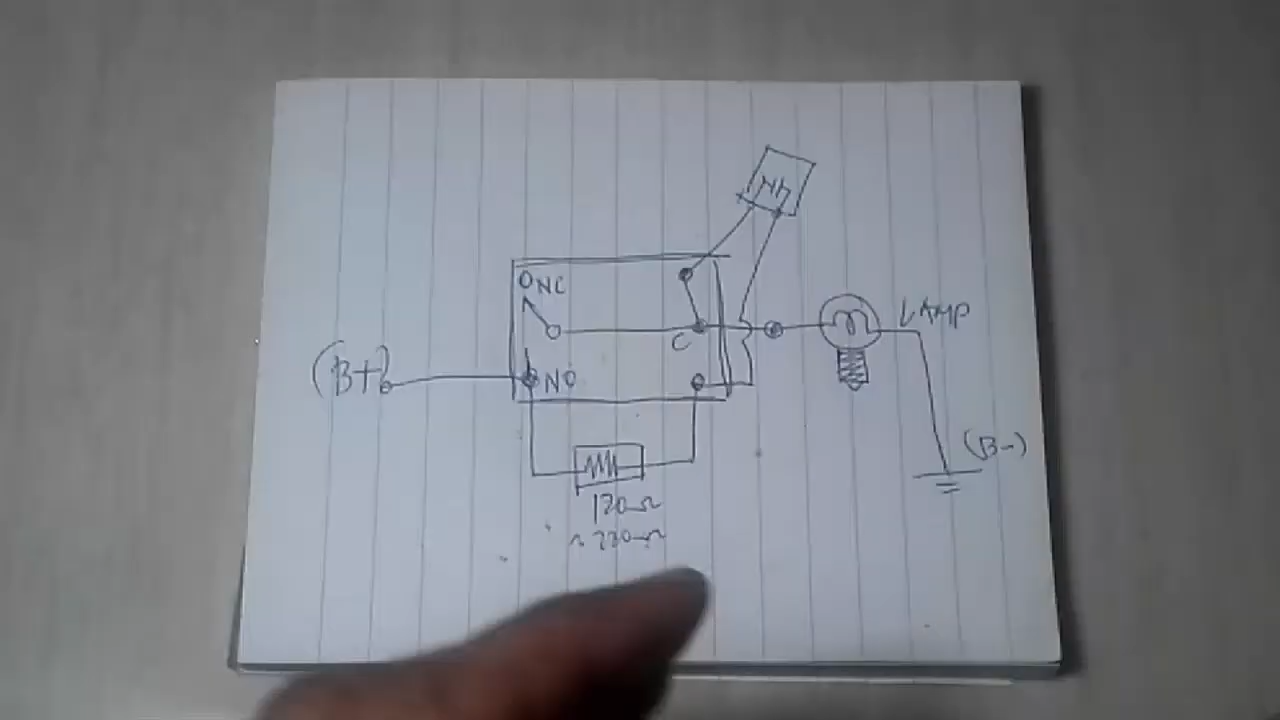 NC
LAMP
C
(B+)
NO
(B-)
120Ω
~ 220Ω